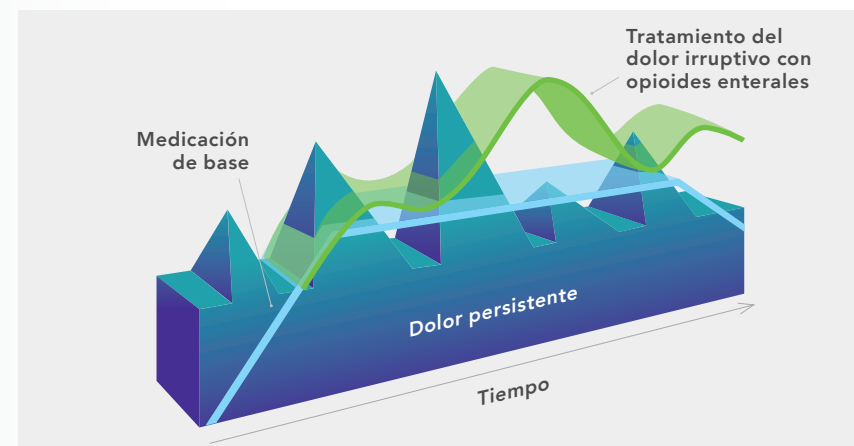 Tratamiento del
dolor irruptivo con
opioides enterales
Medicación
de base
Dolor persistente
Tiempo